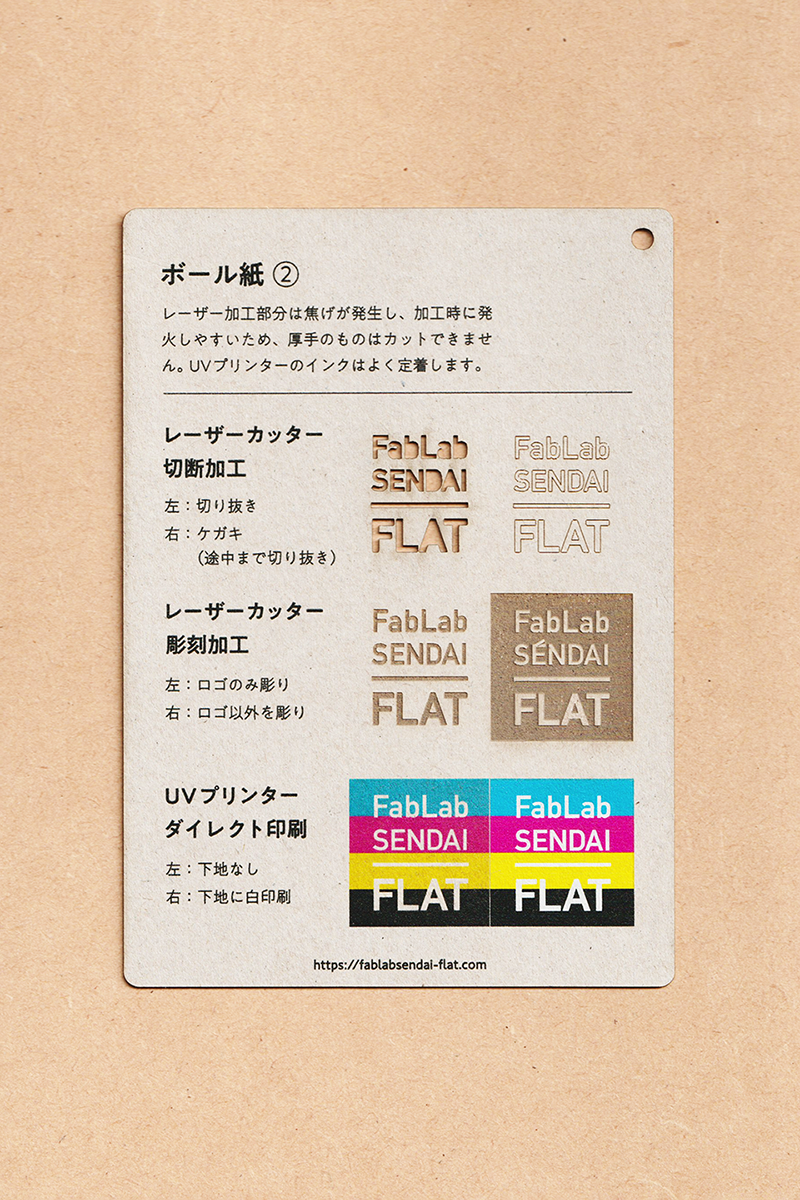 ボール紙 ②
レーザー加工部分は焦げが発生し、加工時に発
火しやすいため、厚手のものはカットできませ
ん。UVプリンターのインクはよく定着します。
レーザーカッター
切断加工
左：切り抜き
右：ケガキ
（途中まで切り抜き）
FabLab
SENDAI
FLAT
FabLab
SENDAI
FLAT
レーザーカッター
彫刻加工
左：ロゴのみ彫り
右：ロゴ以外を彫り
FabLab
SENDAI
FLAT
FabLab
SÉNDAI
FLAT
UVプリンター
ダイレクト印刷
左：下地なし
右：下地に白印刷
FabLab
SENDAI
FLAT
FabLab
SENDAI
FLAT
https://fablabsendai-flat.com